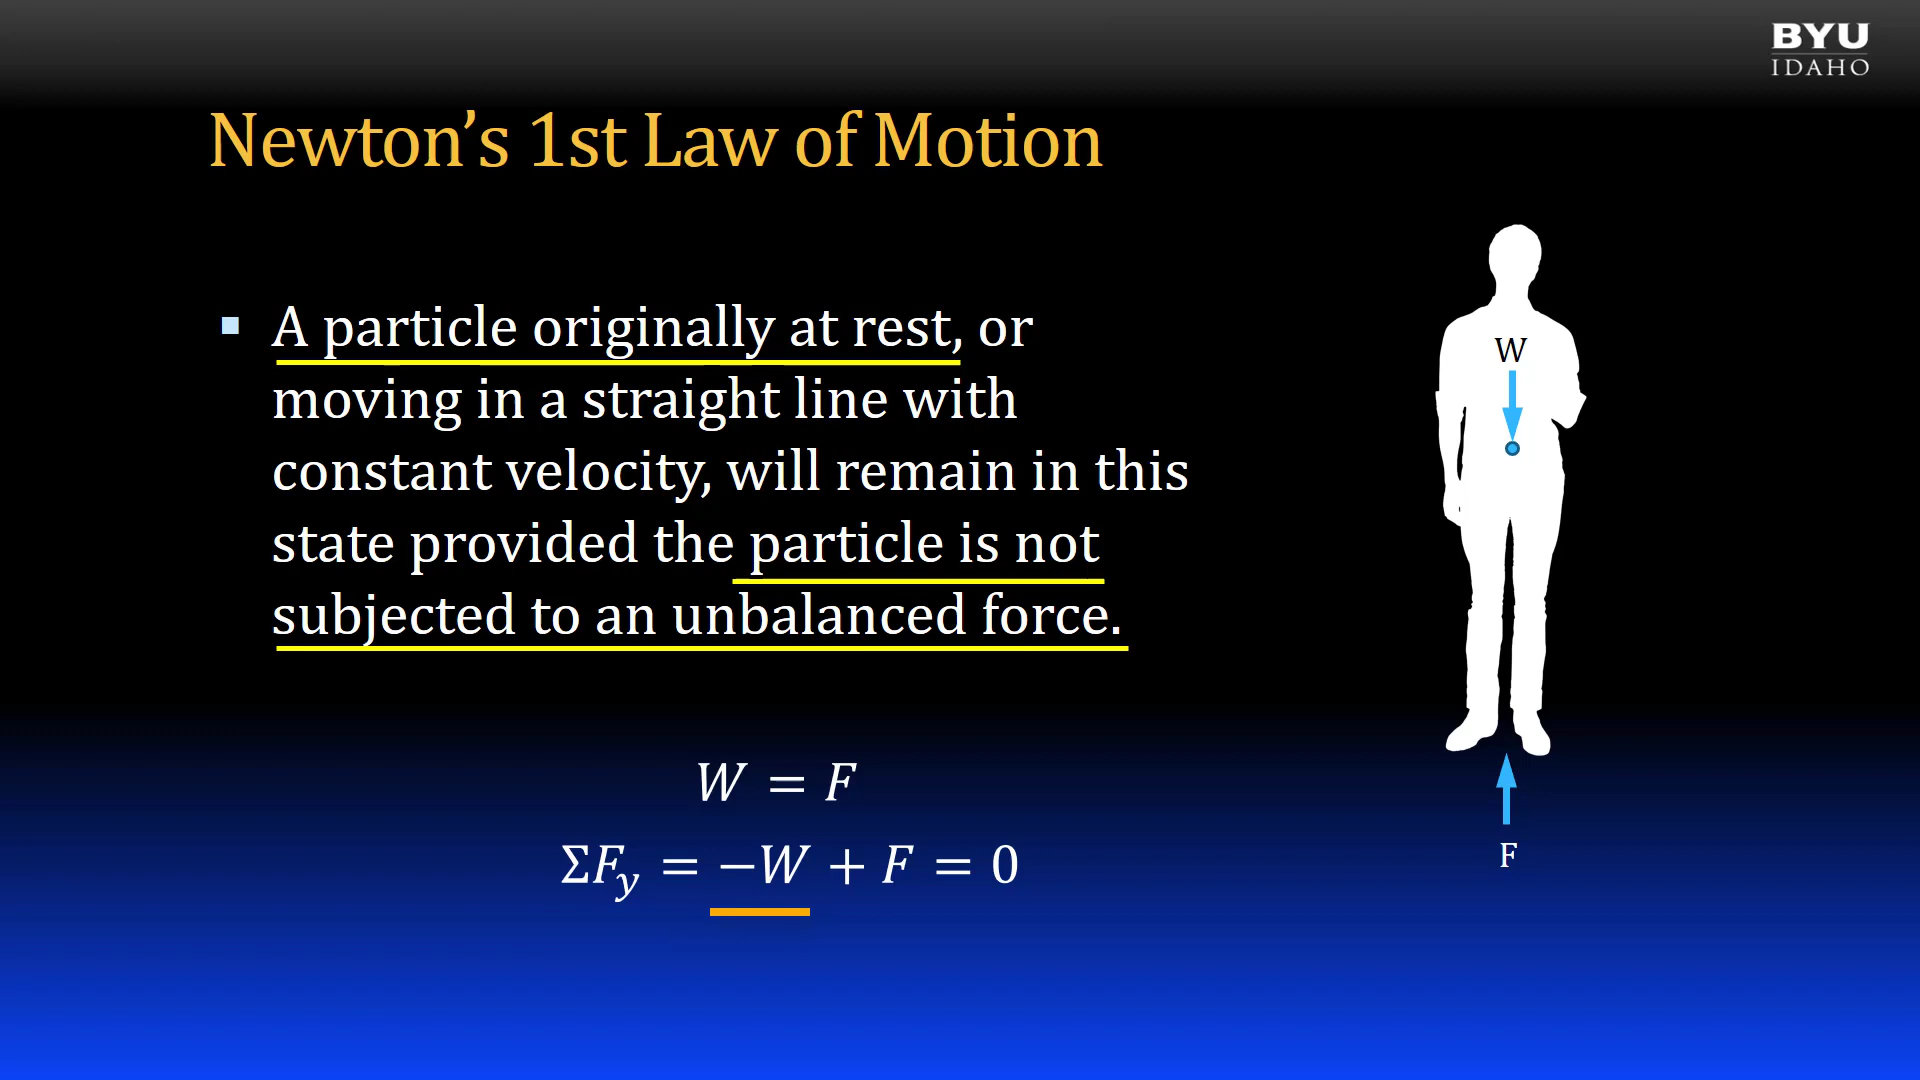 BYU
IDAHO
Newton’s 1st Law of Motion
▪ A particle originally at rest, or
moving in a straight line with
constant velocity, will remain in this
state provided the particle is not
subjected to an unbalanced force.
W
W = F
ΣF_y = −W + F = 0
F